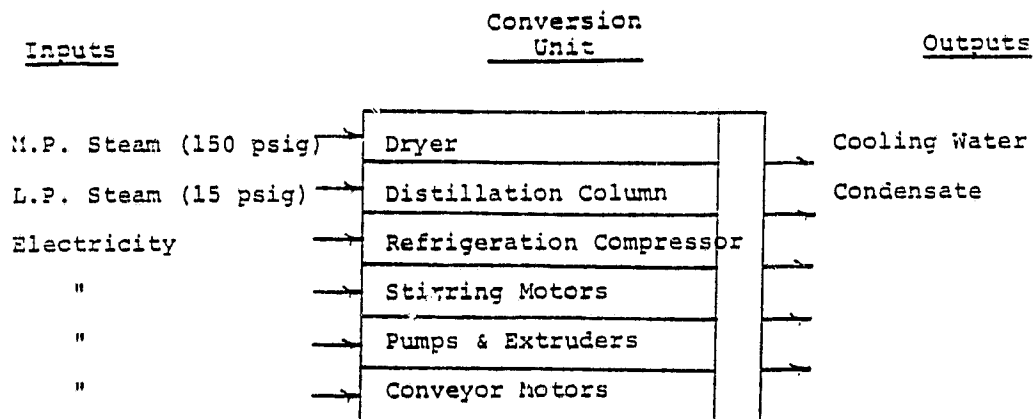 Conversion
Inputs Unit Outputs
M.P. Steam (150 psig) Dryer Cooling Water
L.P. Steam (15 psig) Distillation Column Condensate
Electricity Refrigeration Compressor
" Stirring Motors
" Pumps & Extruders
" Conveyor Motors